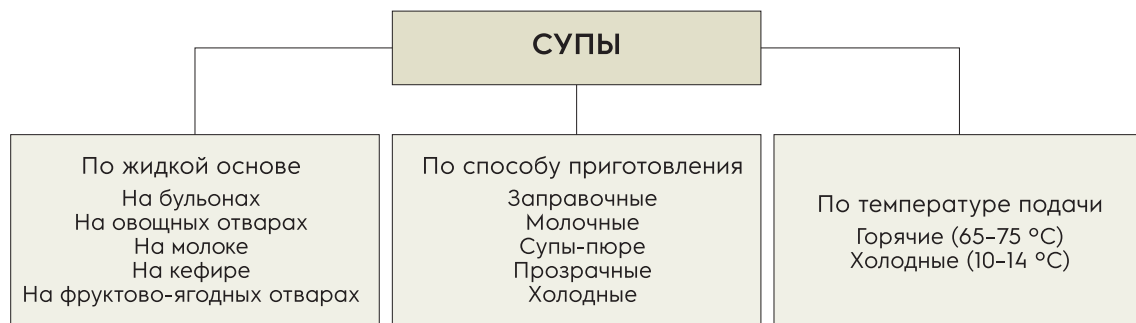 СУПЫ
По жидкой основе
На бульонах
На овощных отварах
На молоке
На кефире
На фруктово-ягодных отварах
По способу приготовления
Заправочные
Молочные
Супы-пюре
Прозрачные
Холодные
По температуре подачи
Горячие (65–75 °C)
Холодные (10–14 °C)